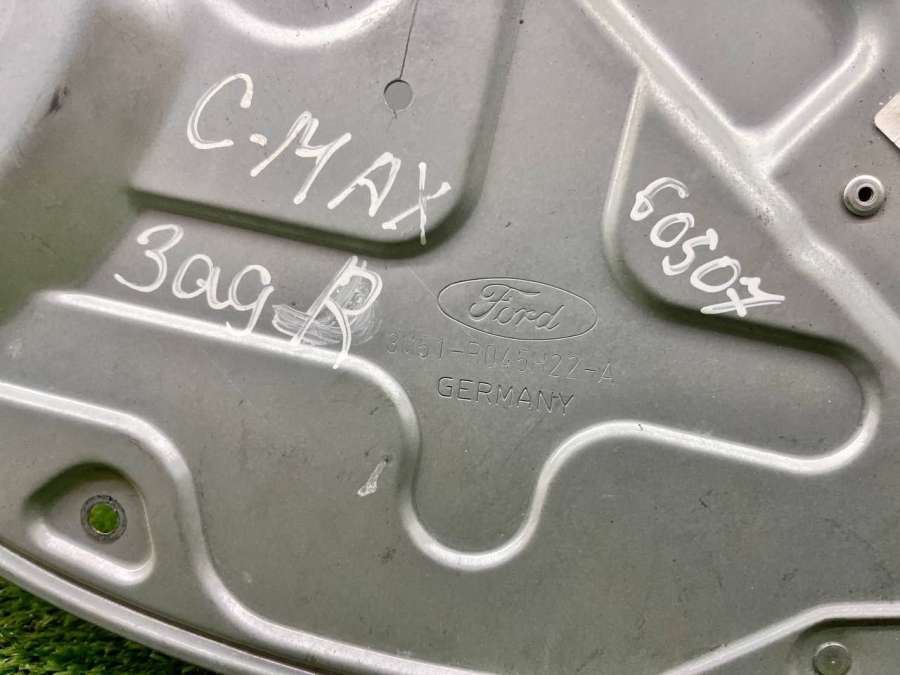 C-MAX
Зад R
60507
Ford
3M51-R045H22-A
GERMANY